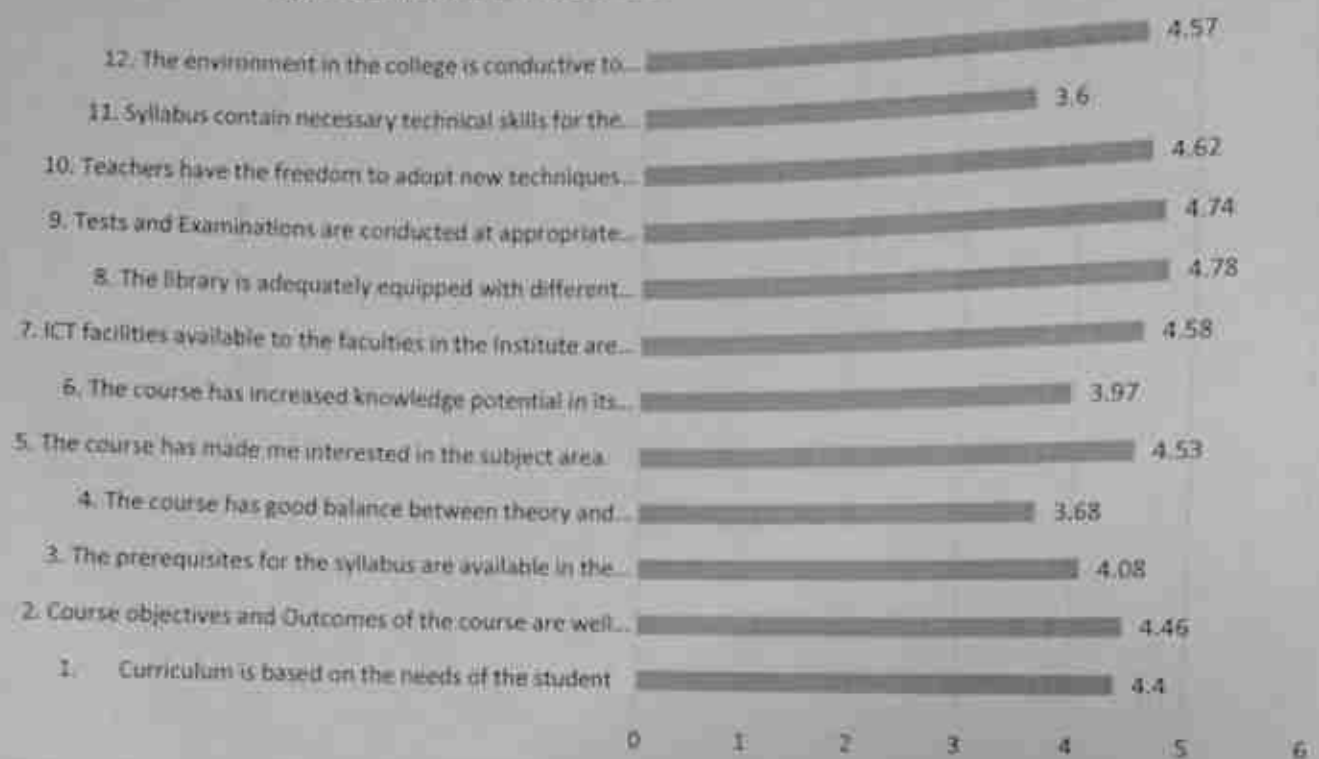 12. The environment in the college is conductive to... 4.57
11. Syllabus contain necessary technical skills for the... 3.6
10. Teachers have the freedom to adopt new techniques... 4.62
9. Tests and Examinations are conducted at appropriate... 4.74
8. The library is adequately equipped with different... 4.78
7. ICT facilities available to the faculties in the Institute are... 4.58
6. The course has increased knowledge potential in its... 3.97
5. The course has made me interested in the subject area 4.53
4. The course has good balance between theory and... 3.68
3. The prerequisites for the syllabus are available in the... 4.08
2. Course objectives and Outcomes of the course are well... 4.46
1. Curriculum is based on the needs of the student 4.4
0 1 2 3 4 5 6